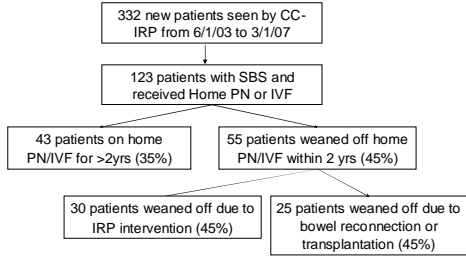 332 new patients seen by CC-
IRP from 6/1/03 to 3/1/07
123 patients with SBS and
received Home PN or IVF
43 patients on home
PN/IVF for >2yrs (35%)
55 patients weaned off home
PN/IVF within 2 yrs (45%)
30 patients weaned off due to
IRP intervention (45%)
25 patients weaned off due to
bowel reconnection or
transplantation (45%)